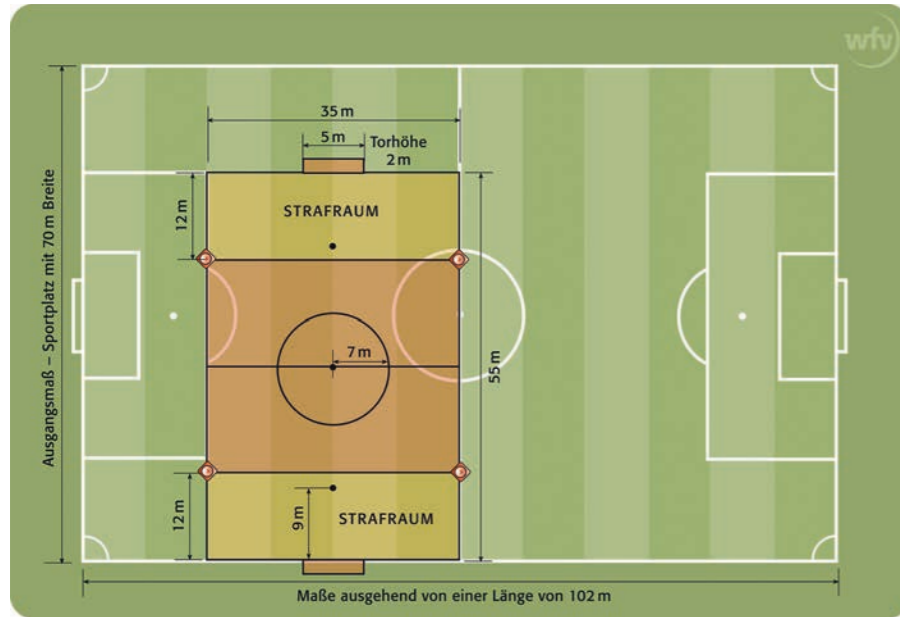 wfv
35 m
5 m
Torhöhe
2 m
12 m
STRAFRAUM
Ausgangsmaß – Sportplatz mit 70 m Breite
7 m
55 m
12 m
9 m
STRAFRAUM
Maße ausgehend von einer Länge von 102 m